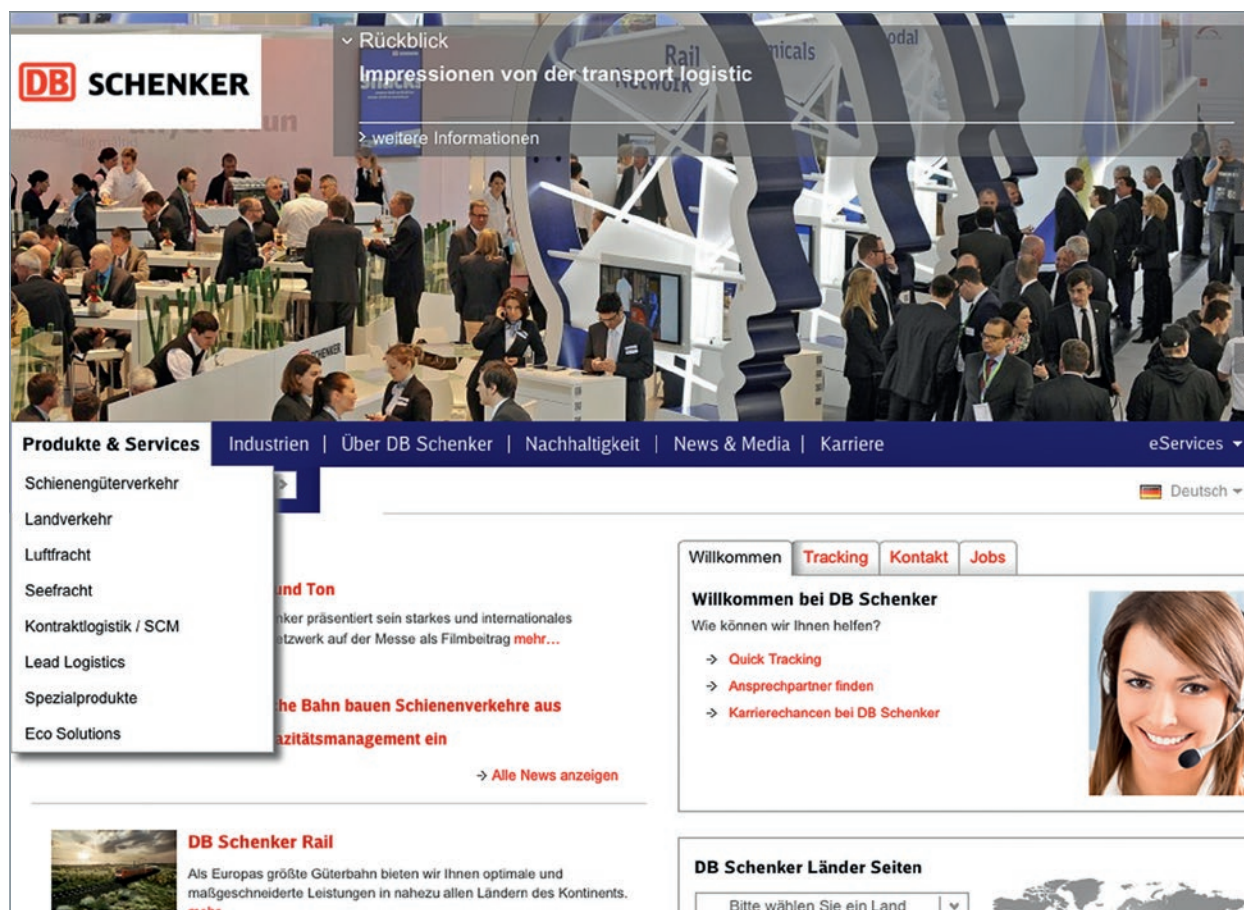 DB SCHENKER
Rückblick
Impressionen von der transport logistic
weitere Informationen
Rail
Network
SCHENKER
Produkte & Services
Industrien | Über DB Schenker | Nachhaltigkeit | News & Media | Karriere
eServices
Deutsch
Schienengüterverkehr
Landverkehr
Luftfracht
Seefracht
Kontraktlogistik / SCM
Lead Logistics
Spezialprodukte
Eco Solutions
und Ton
nker präsentiert sein starkes und internationales
etzwerk auf der Messe als Filmbeitrag mehr...
he Bahn bauen Schienenverkehre aus
azitätsmanagement ein
Alle News anzeigen
DB Schenker Rail
Als Europas größte Güterbahn bieten wir Ihnen optimale und
maßgeschneiderte Leistungen in nahezu allen Ländern des Kontinents.
Willkommen
Tracking
Kontakt
Jobs
Willkommen bei DB Schenker
Wie können wir Ihnen helfen?
Quick Tracking
Ansprechpartner finden
Karrierechancen bei DB Schenker
DB Schenker Länder Seiten
Bitte wählen Sie ein Land